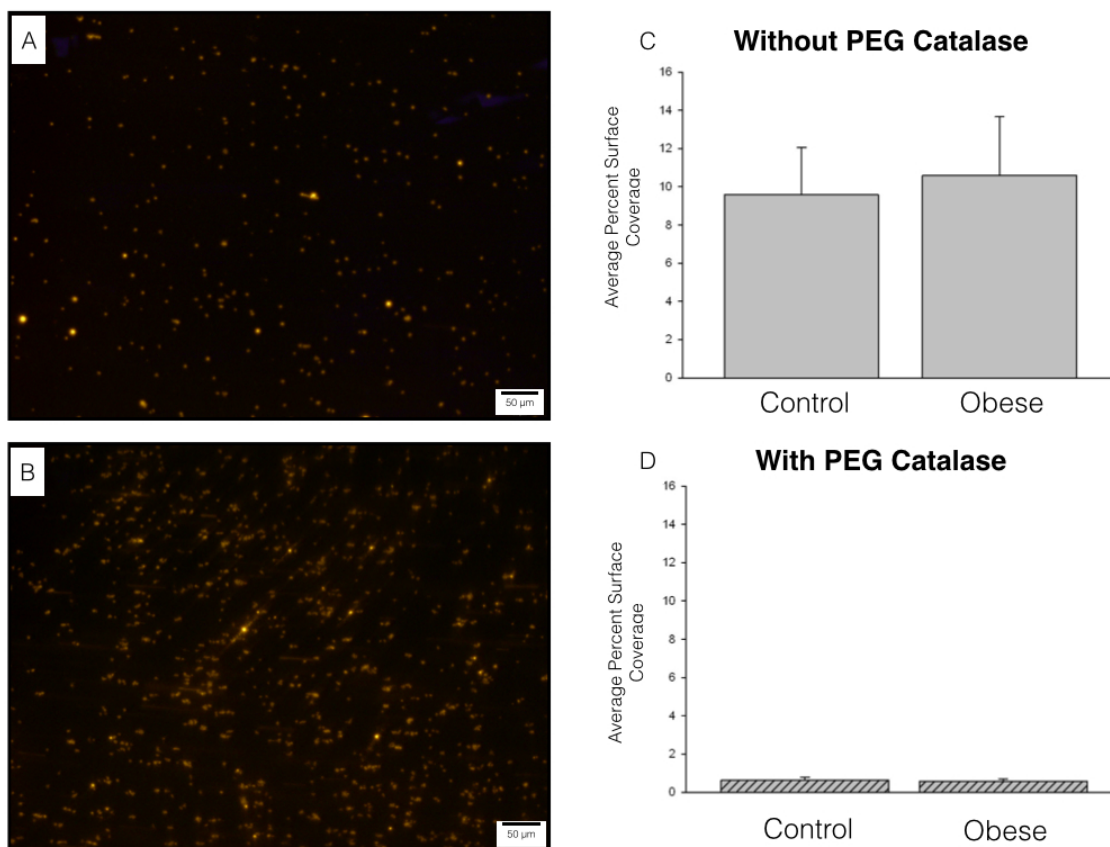 A
50 µm
B
50 µm
C
Without PEG Catalase
Average Percent Surface
Coverage
16
14
12
10
8
6
4
2
0
Control
Obese
D
With PEG Catalase
Average Percent Surface
Coverage
16
14
12
10
8
6
4
2
0
Control
Obese